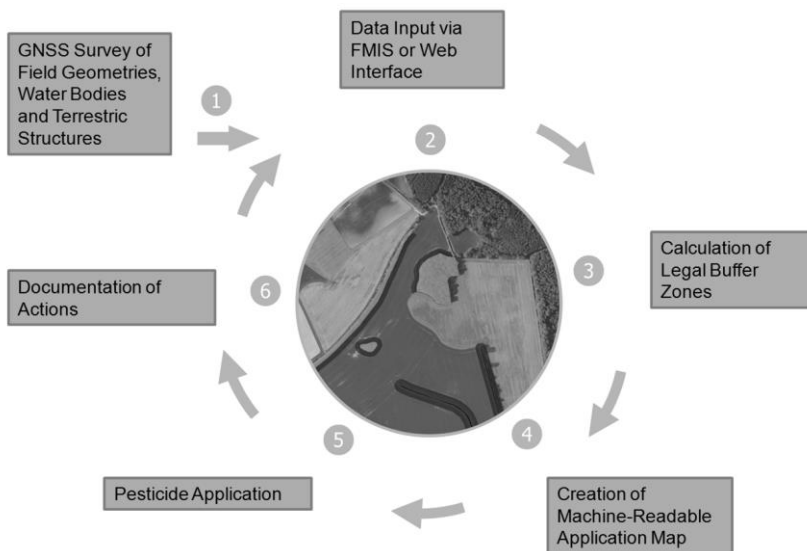 GNSS Survey of
Field Geometries,
Water Bodies
and Terrestric
Structures
1
Data Input via
FMIS or Web
Interface
2
3
Calculation of
Legal Buffer
Zones
4
Creation of
Machine-Readable
Application Map
5
Pesticide Application
6
Documentation of
Actions